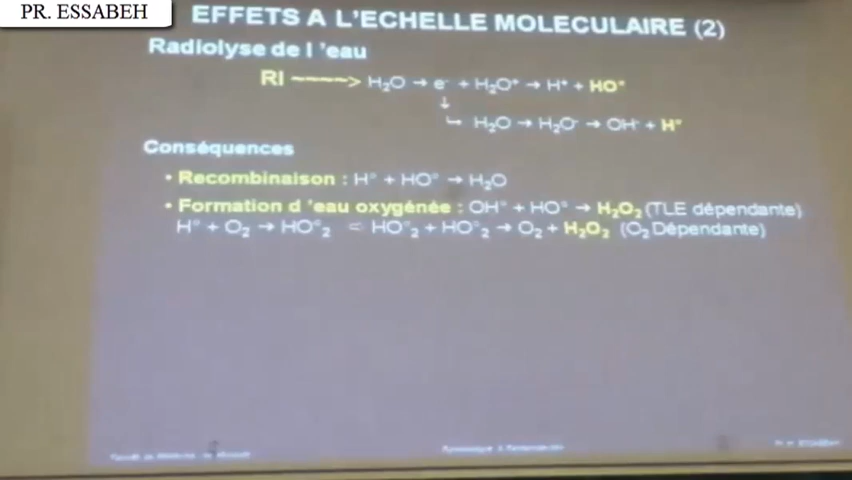 PR. ESSABEH
EFFETS A L'ECHELLE MOLECULAIRE (2)
Radiolyse de l 'eau
RI ~~~~> H₂O → e⁻ + H₂O⁺ → H⁺ + HO°
↓
↳ H₂O → H₂O⁻ → OH⁻ + H°
Conséquences
• Recombinaison : H° + HO° → H₂O
• Formation d 'eau oxygénée : OH° + HO° → H₂O₂ (TLE dépendante)
H° + O₂ → HO°₂ < HO°₂ + HO°₂ → O₂ + H₂O₂ (O₂ Dépendante)